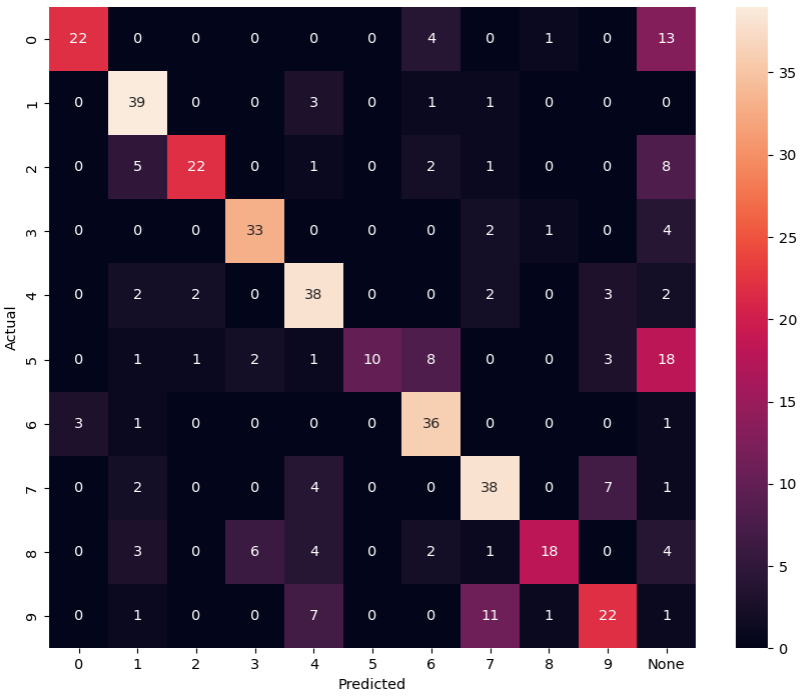 0 22 0 0 0 0 0 4 0 1 0 13
1 0 39 0 0 3 0 1 1 0 0 0
2 0 5 22 0 1 0 2 1 0 0 8
3 0 0 0 33 0 0 0 2 1 0 4
4 0 2 2 0 38 0 0 2 0 3 2
5 0 1 1 2 1 10 8 0 0 3 18
6 3 1 0 0 0 0 36 0 0 0 1
7 0 2 0 0 4 0 0 38 0 7 1
8 0 3 0 6 4 0 2 1 18 0 4
9 0 1 0 0 7 0 0 11 1 22 1
0 1 2 3 4 5 6 7 8 9 None
Predicted
Actual
35
30
25
20
15
10
5
0